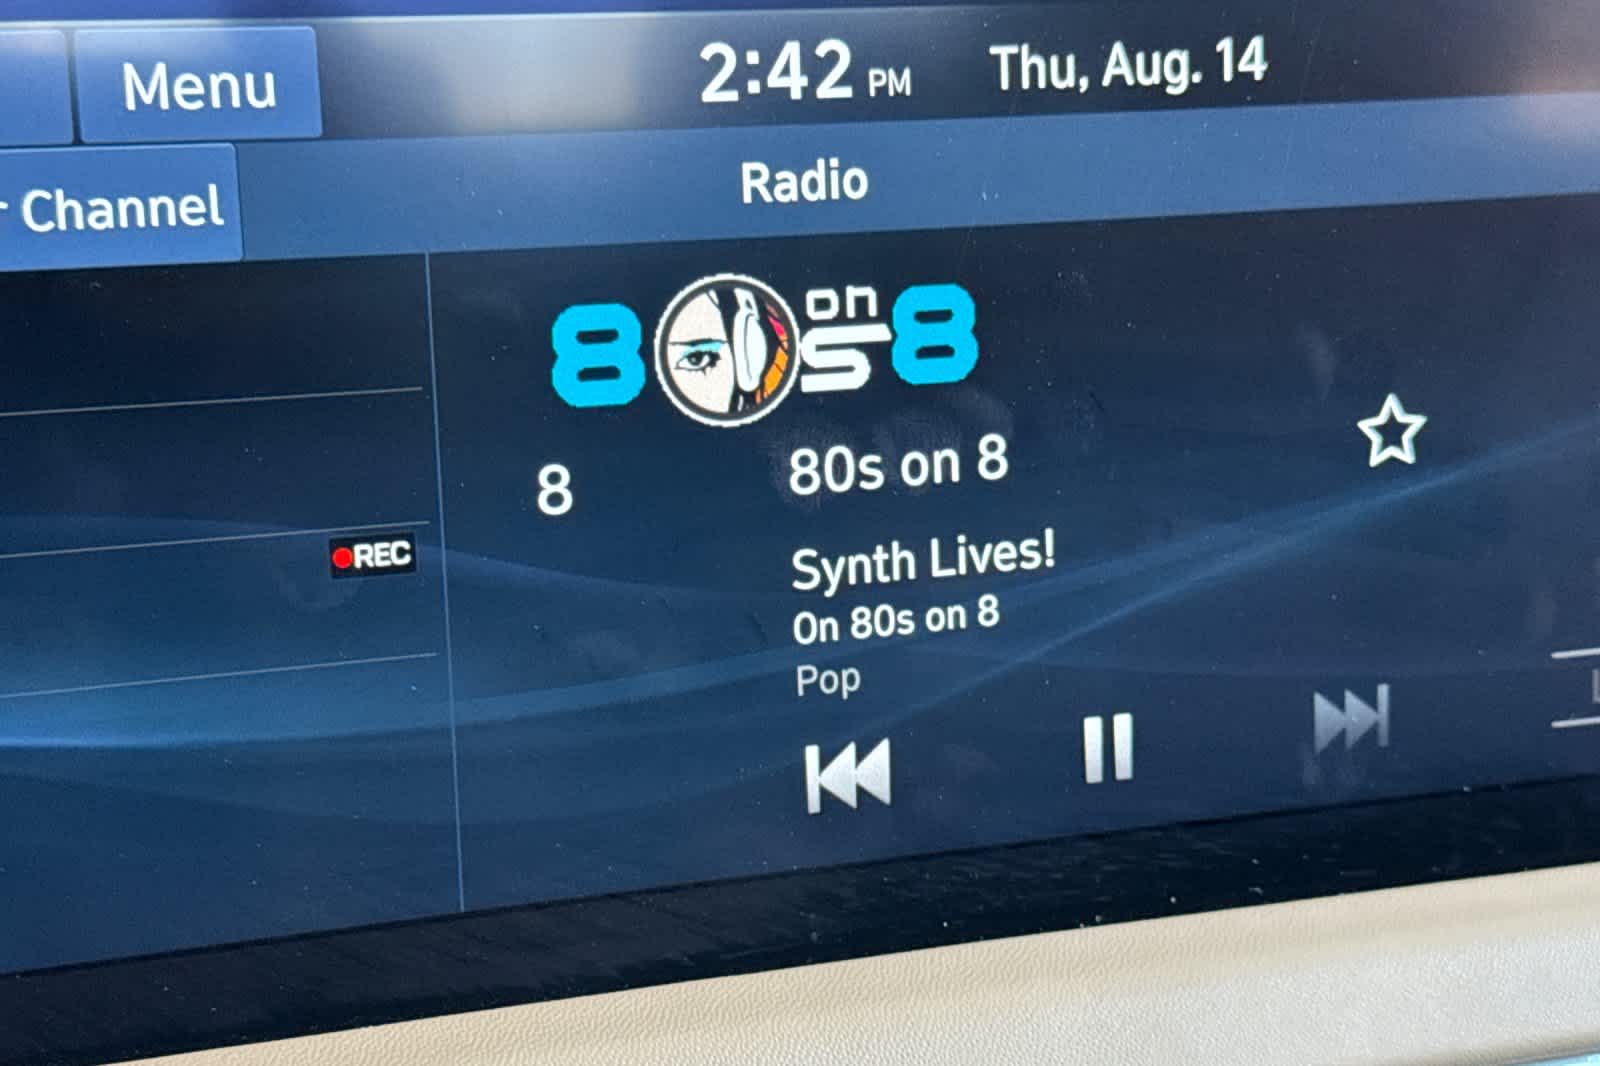 Menu
2:42 PM
Thu, Aug. 14
Channel
Radio
8 on s 8
8
80s on 8
REC
Synth Lives!
On 80s on 8
Pop